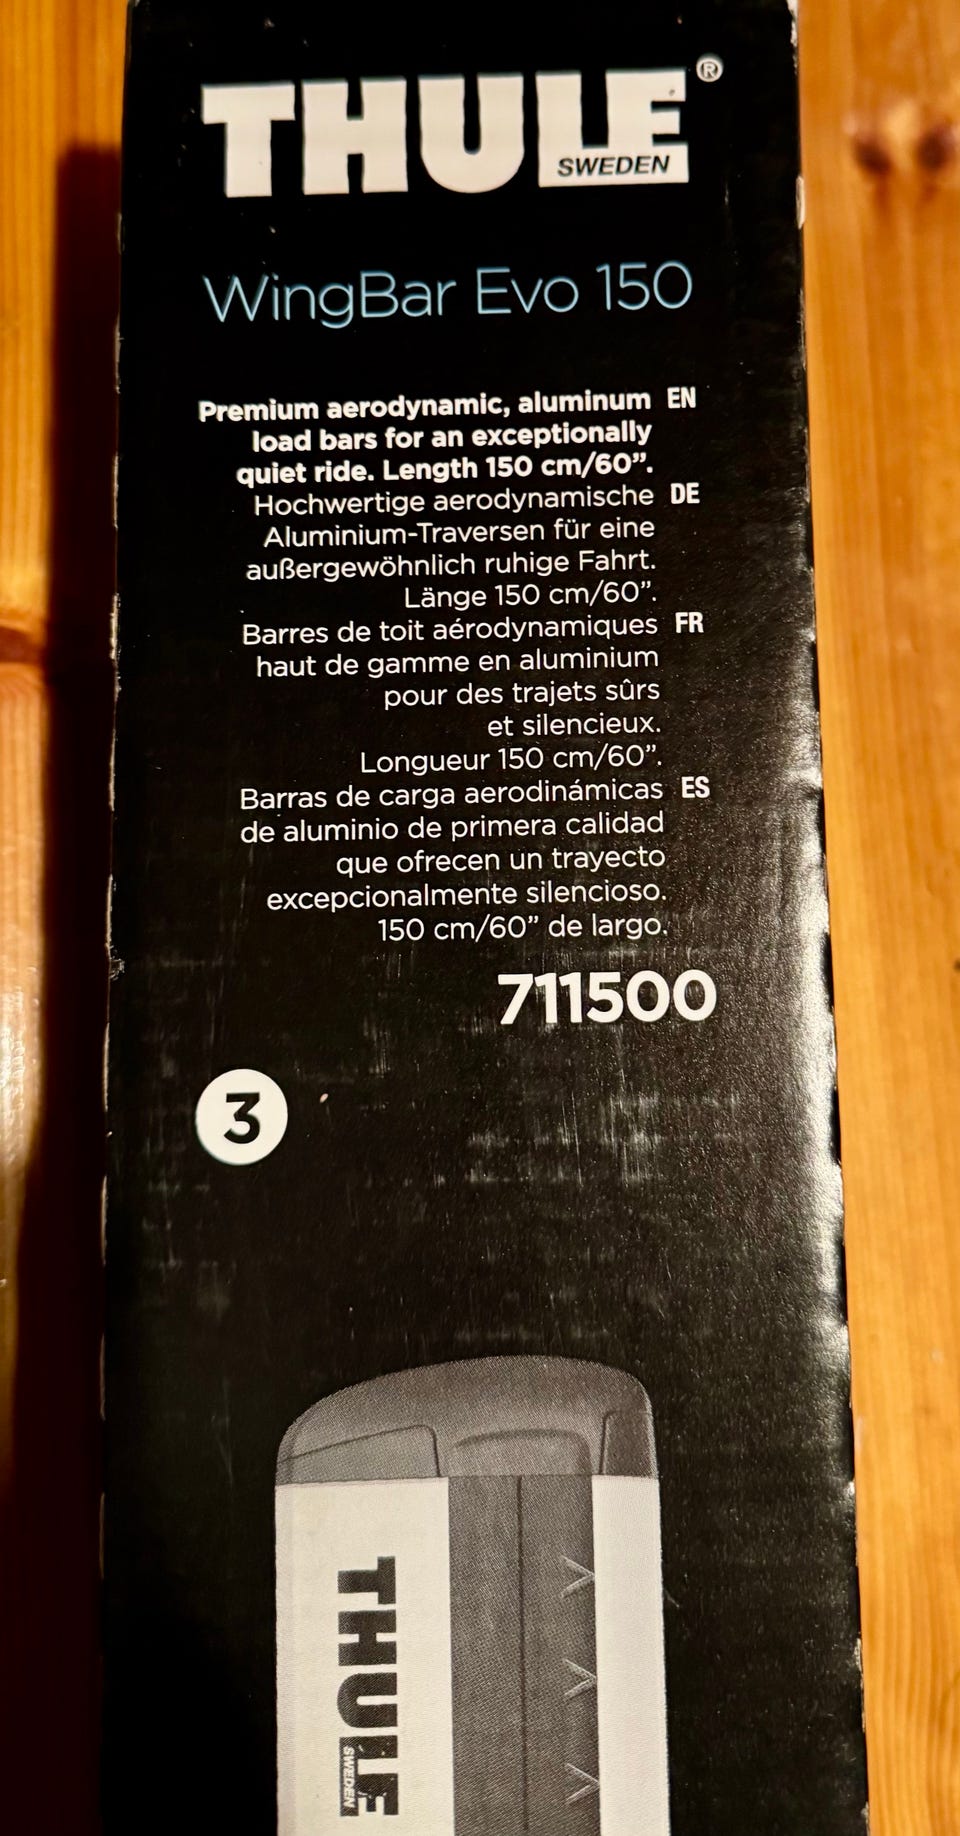 THULE®
SWEDEN
WingBar Evo 150
Premium aerodynamic, aluminum EN
load bars for an exceptionally
quiet ride. Length 150 cm/60”.
Hochwertige aerodynamische DE
Aluminium-Traversen für eine
außergewöhnlich ruhige Fahrt.
Länge 150 cm/60”.
Barres de toit aérodynamiques FR
haut de gamme en aluminium
pour des trajets sûrs
et silencieux.
Longueur 150 cm/60”.
Barras de carga aerodinámicas ES
de aluminio de primera calidad
que ofrecen un trayecto
excepcionalmente silencioso.
150 cm/60” de largo.
711500
3
THULE
SWEDEN